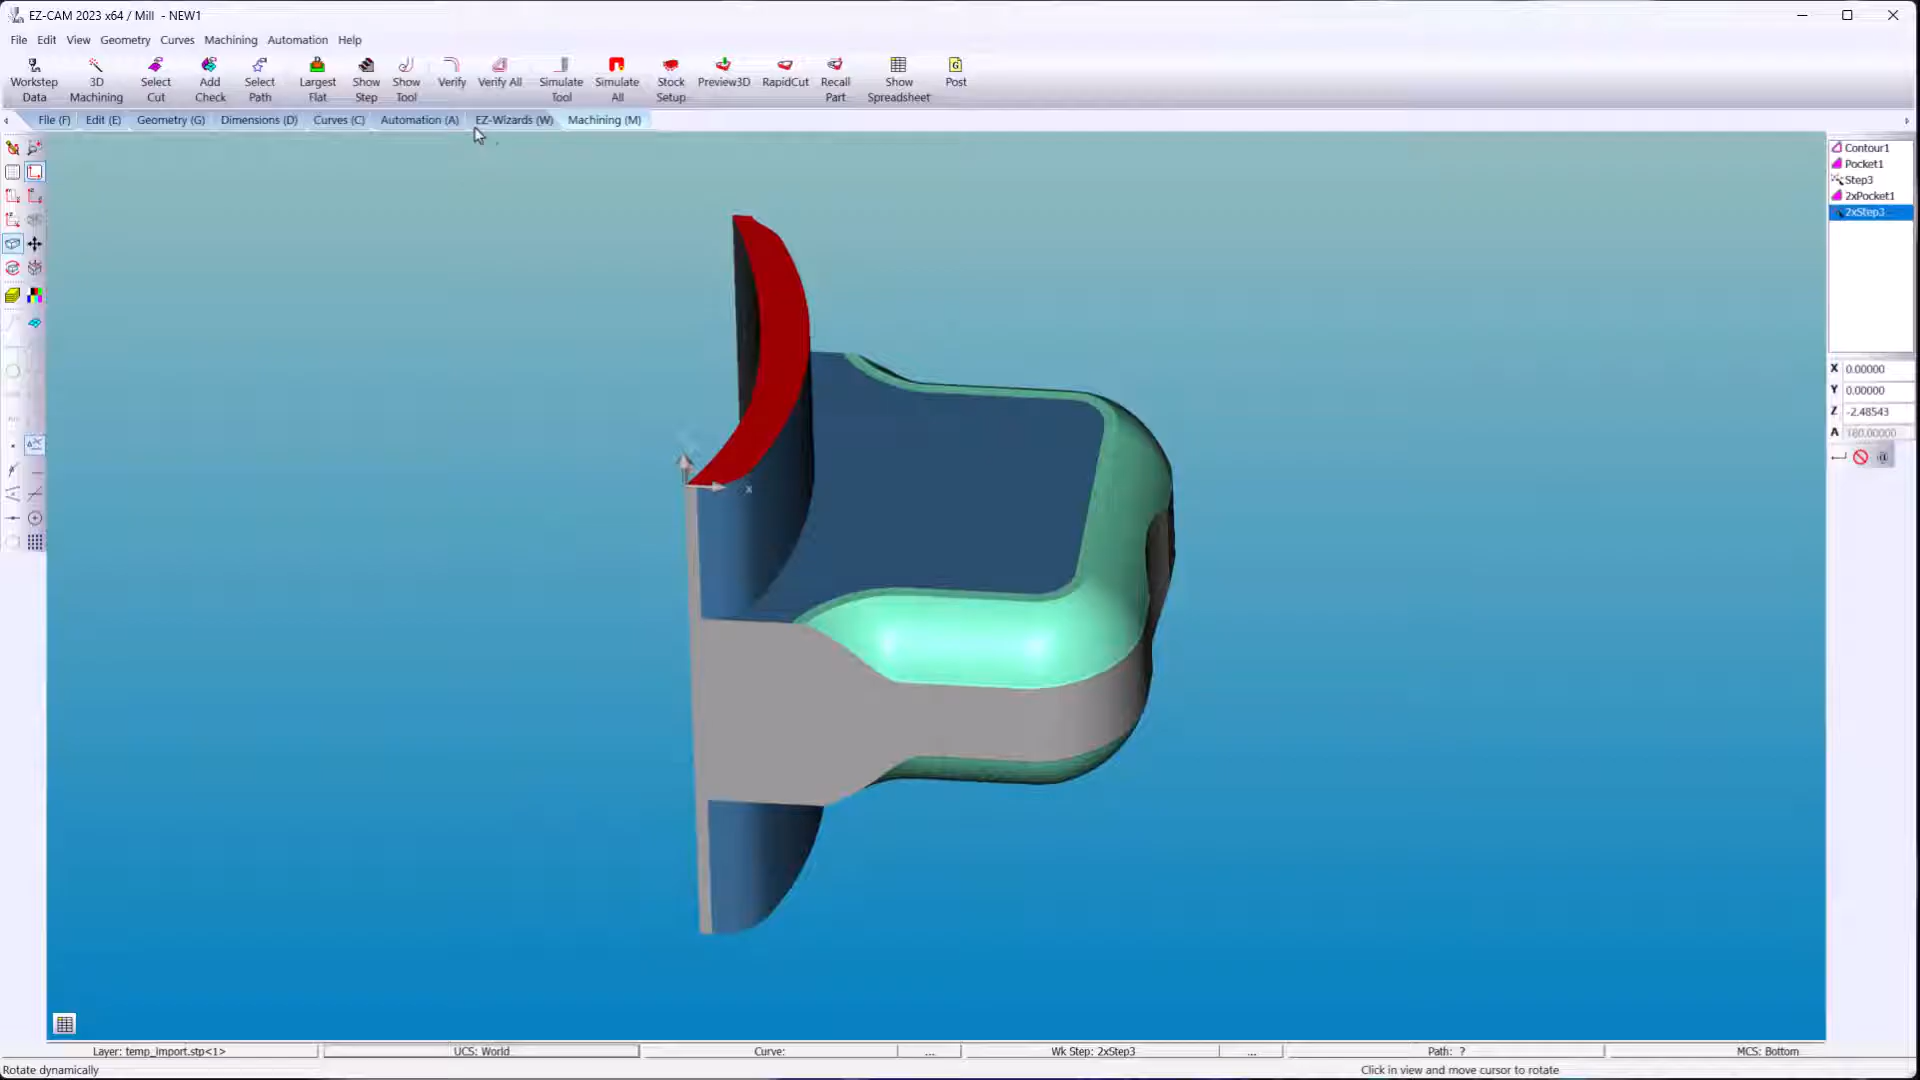 EZ-CAM 2023 x64 / Mill - NEW1
File Edit View Geometry Curves Machining Automation Help
Workstep Data
3D Machining
Select Cut
Add Check
Select Path
Largest Flat
Show Step
Show Tool
Verify
Verify All
Simulate Tool
Simulate All
Stock Setup
Preview3D
RapidCut
Recall Part
Show Spreadsheet
Post
File (F) Edit (E) Geometry (G) Dimensions (D) Curves (C) Automation (A) EZ-Wizards (W) Machining (M)
Contour1
Pocket1
Step3
2xPocket1
2xStep3
X 0.00000
Y 0.00000
Z -2.48543
A 180.00000
x
Layer: temp_import.stp<1> UCS: World Curve: ... Wk Step: 2xStep3 ... Path: ? MCS: Bottom
Rotate dynamically Click in view and move cursor to rotate